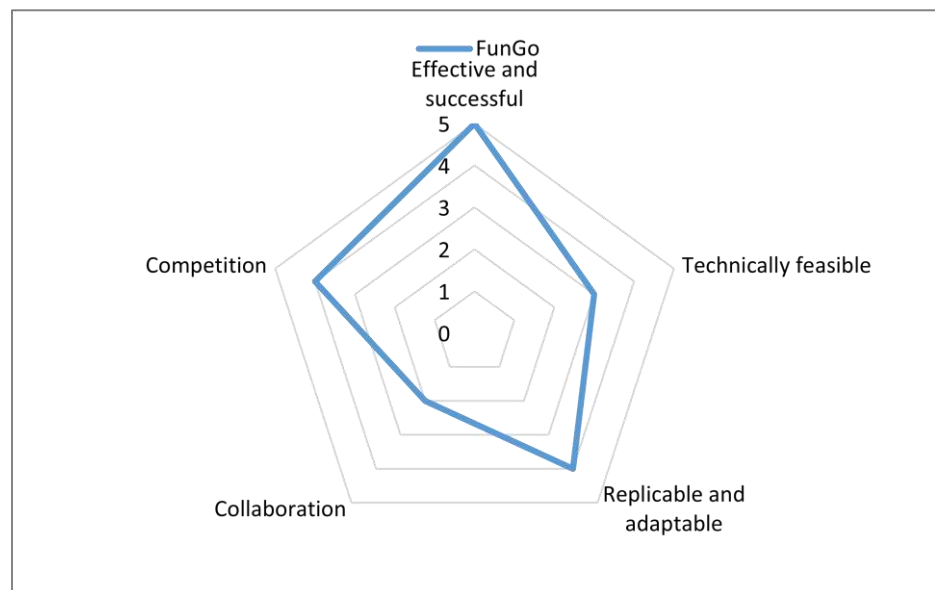 FunGo
Effective and
successful
5
4
3
2
1
0
Competition
Technically feasible
Collaboration
Replicable and
adaptable